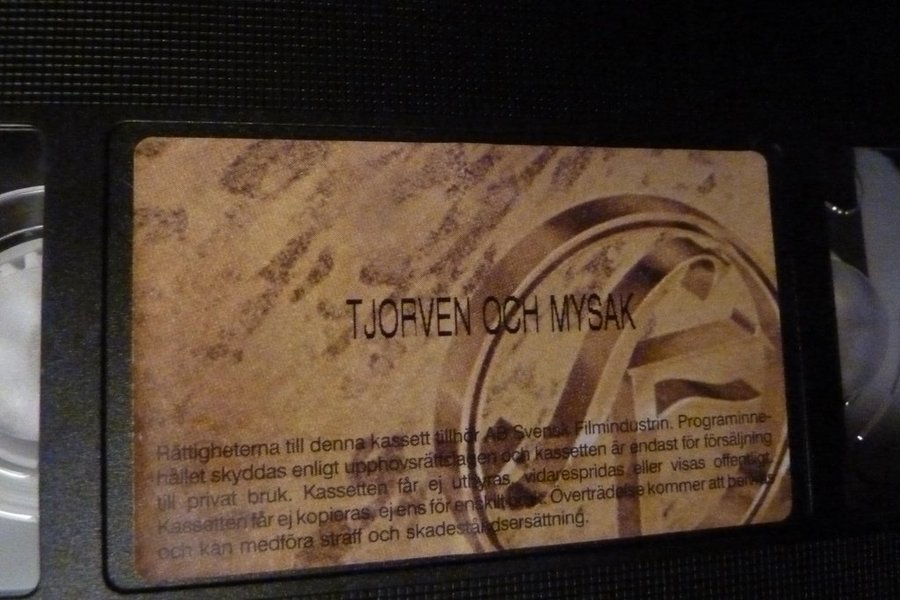 TJORVEN OCH MYSAK
Rättigheterna till denna kassett tillhör AB Svensk Filmindustrin. Programinne-
hållet skyddas enligt upphovsrättslagen och kassetten är endast för försäljning
till privat bruk. Kassetten får ej uthyras, vidarespridas eller visas offentligt.
Kassetten får ej kopieras, ej ens för enskilt bruk. Överträdelse kommer att beivras
och kan medföra straff och skadeståndsersättning.